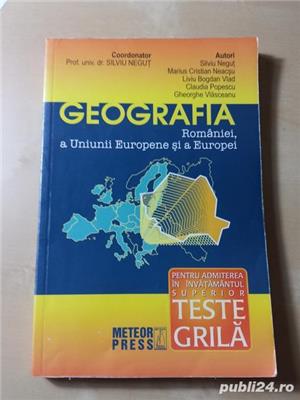 Coordonator
Prof. univ. dr. SILVIU NEGUȚ
Autori
Silviu Neguț
Marius Cristian Neacșu
Liviu Bogdan Vlad
Claudia Popescu
Gheorghe Vlăsceanu
GEOGRAFIA
României,
a Uniunii Europene și a Europei
PENTRU ADMITEREA
ÎN ÎNVĂȚĂMÂNTUL
SUPERIOR
TESTE
GRILĂ
METEOR
PRESS
publi24.ro